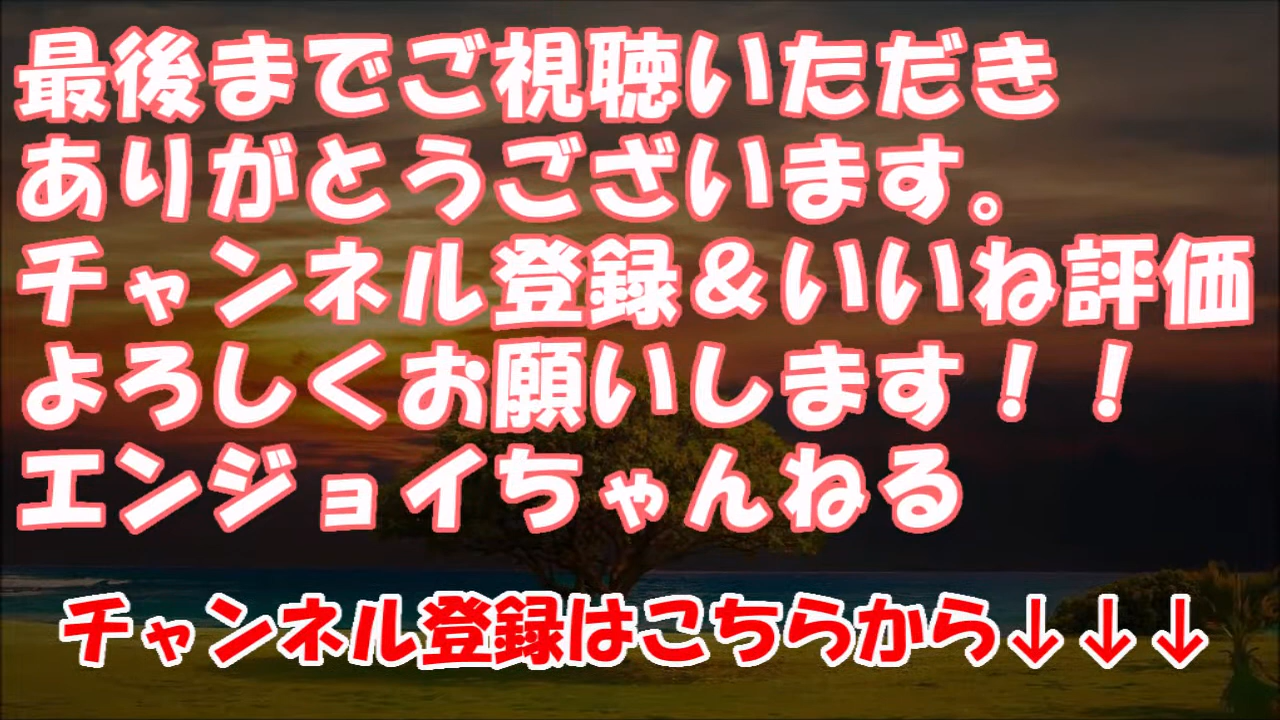 最後までご視聴いただき
ありがとうございます。
チャンネル登録＆いいね評価
よろしくお願いします！！
エンジョイちゃんねる
チャンネル登録はこちらから↓↓↓